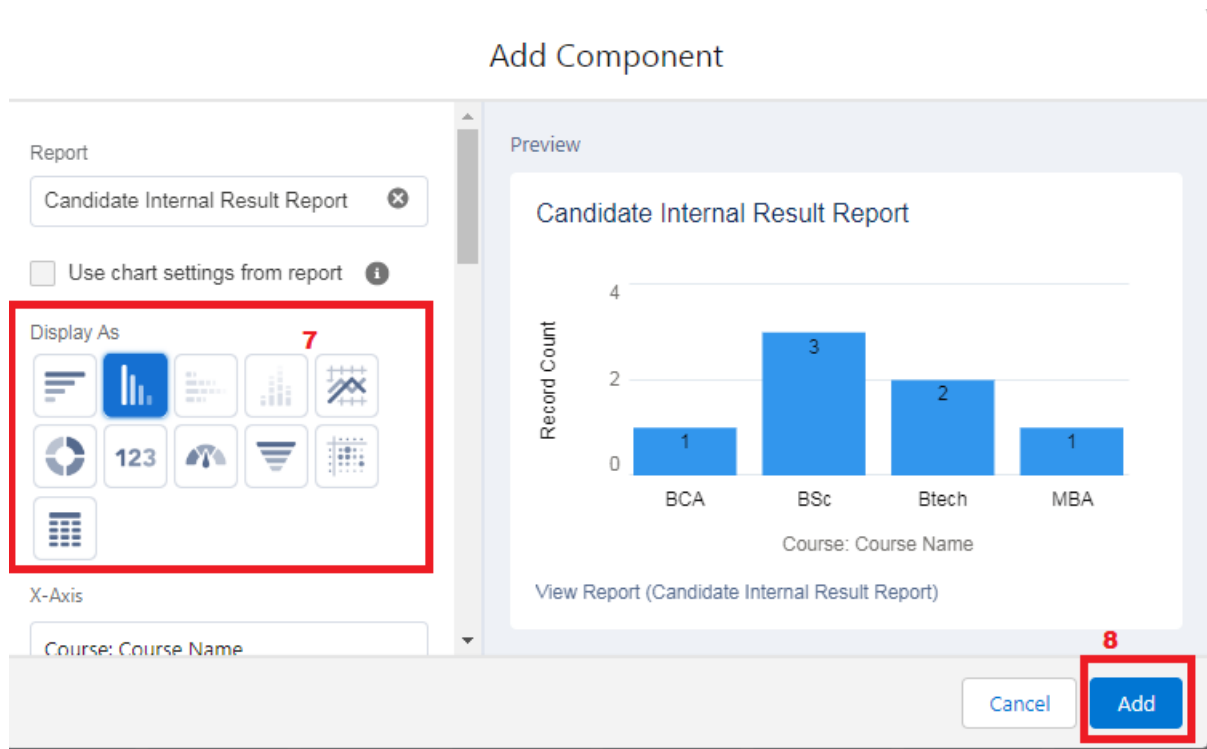 Add Component
Report
Candidate Internal Result Report
Use chart settings from report
Display As
7
123
X-Axis
Course: Course Name
Preview
Candidate Internal Result Report
4
2
0
Record Count
1
3
2
1
BCA
BSc
Btech
MBA
Course: Course Name
View Report (Candidate Internal Result Report)
8
Cancel
Add